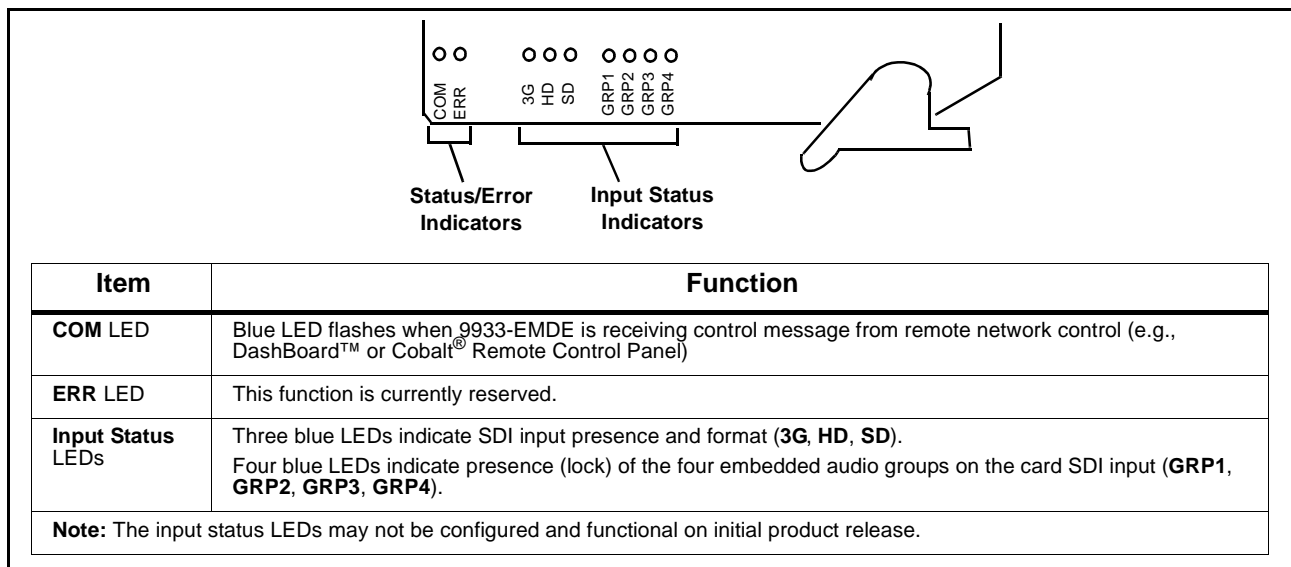 COM
ERR
3G
HD
SD
GRP1
GRP2
GRP3
GRP4
Status/Error
Indicators
Input Status
Indicators
Item
Function
COM LED
Blue LED flashes when 9933-EMDE is receiving control message from remote network control (e.g.,
DashBoard™ or Cobalt® Remote Control Panel)
ERR LED
This function is currently reserved.
Input Status
LEDs
Three blue LEDs indicate SDI input presence and format (3G, HD, SD).
Four blue LEDs indicate presence (lock) of the four embedded audio groups on the card SDI input (GRP1,
GRP2, GRP3, GRP4).
Note: The input status LEDs may not be configured and functional on initial product release.